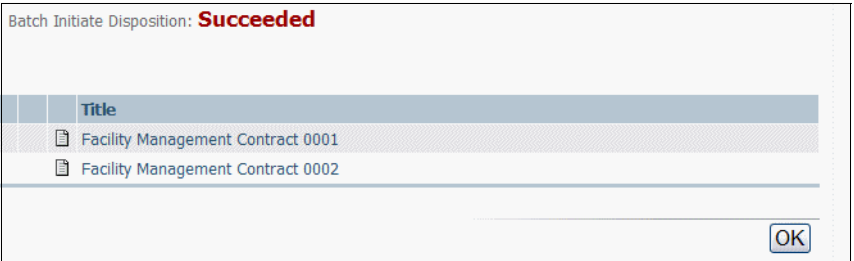 Batch Initiate Disposition: Succeeded
Title
Facility Management Contract 0001
Facility Management Contract 0002
OK